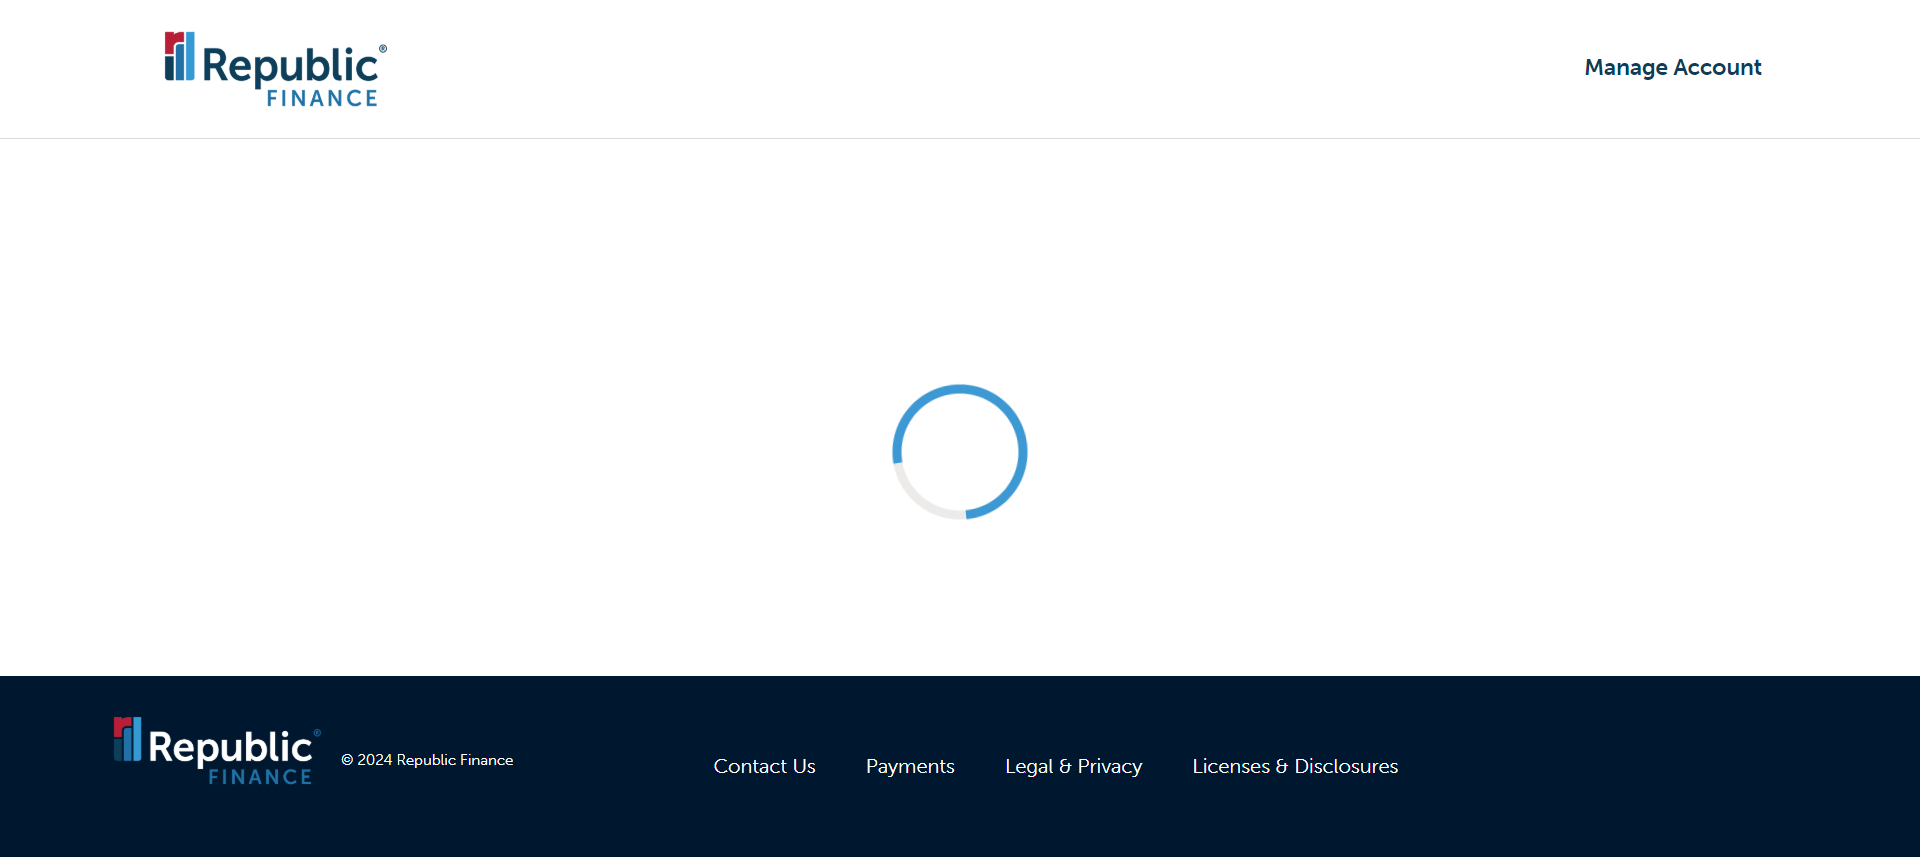 Republic®
FINANCE
Manage Account
Republic®
FINANCE
© 2024 Republic Finance
Contact Us
Payments
Legal & Privacy
Licenses & Disclosures